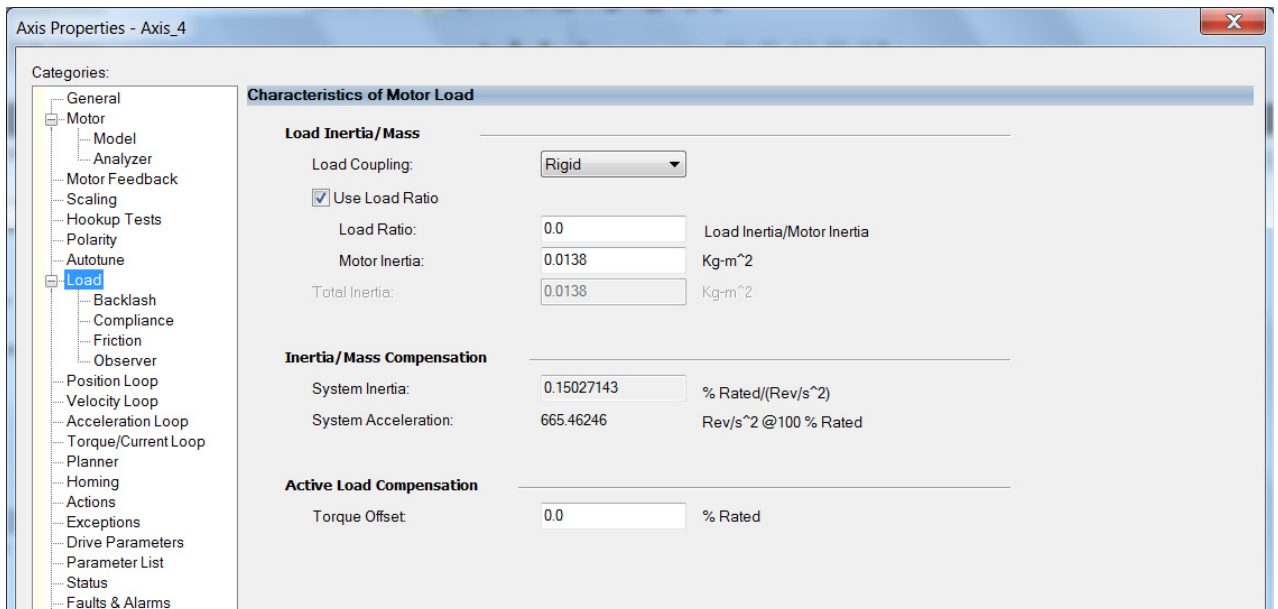 Axis Properties - Axis_4
X
Categories:
General
Motor
Model
Analyzer
Motor Feedback
Scaling
Hookup Tests
Polarity
Autotune
Load
Backlash
Compliance
Friction
Observer
Position Loop
Velocity Loop
Acceleration Loop
Torque/Current Loop
Planner
Homing
Actions
Exceptions
Drive Parameters
Parameter List
Status
Faults & Alarms
Characteristics of Motor Load
Load Inertia/Mass
Load Coupling: Rigid
Use Load Ratio
Load Ratio: 0.0 Load Inertia/Motor Inertia
Motor Inertia: 0.0138 Kg-m^2
Total Inertia: 0.0138 Kg-m^2
Inertia/Mass Compensation
System Inertia: 0.15027143 % Rated/(Rev/s^2)
System Acceleration: 665.46246 Rev/s^2 @100 % Rated
Active Load Compensation
Torque Offset: 0.0 % Rated